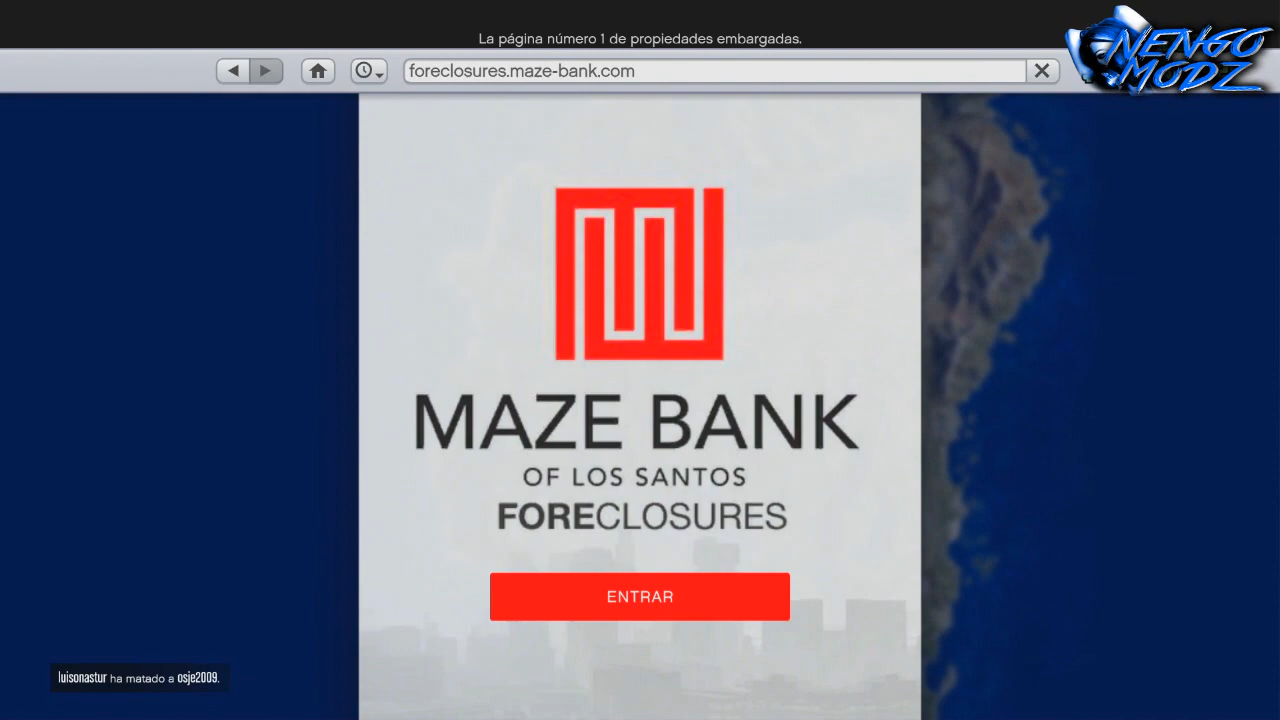 La página número 1 de propiedades embargadas.
foreclosures.maze-bank.com
NENGO
MODZ
MAZE BANK
OF LOS SANTOS
FORECLOSURES
ENTRAR
luisonastur ha matado a osje2009.